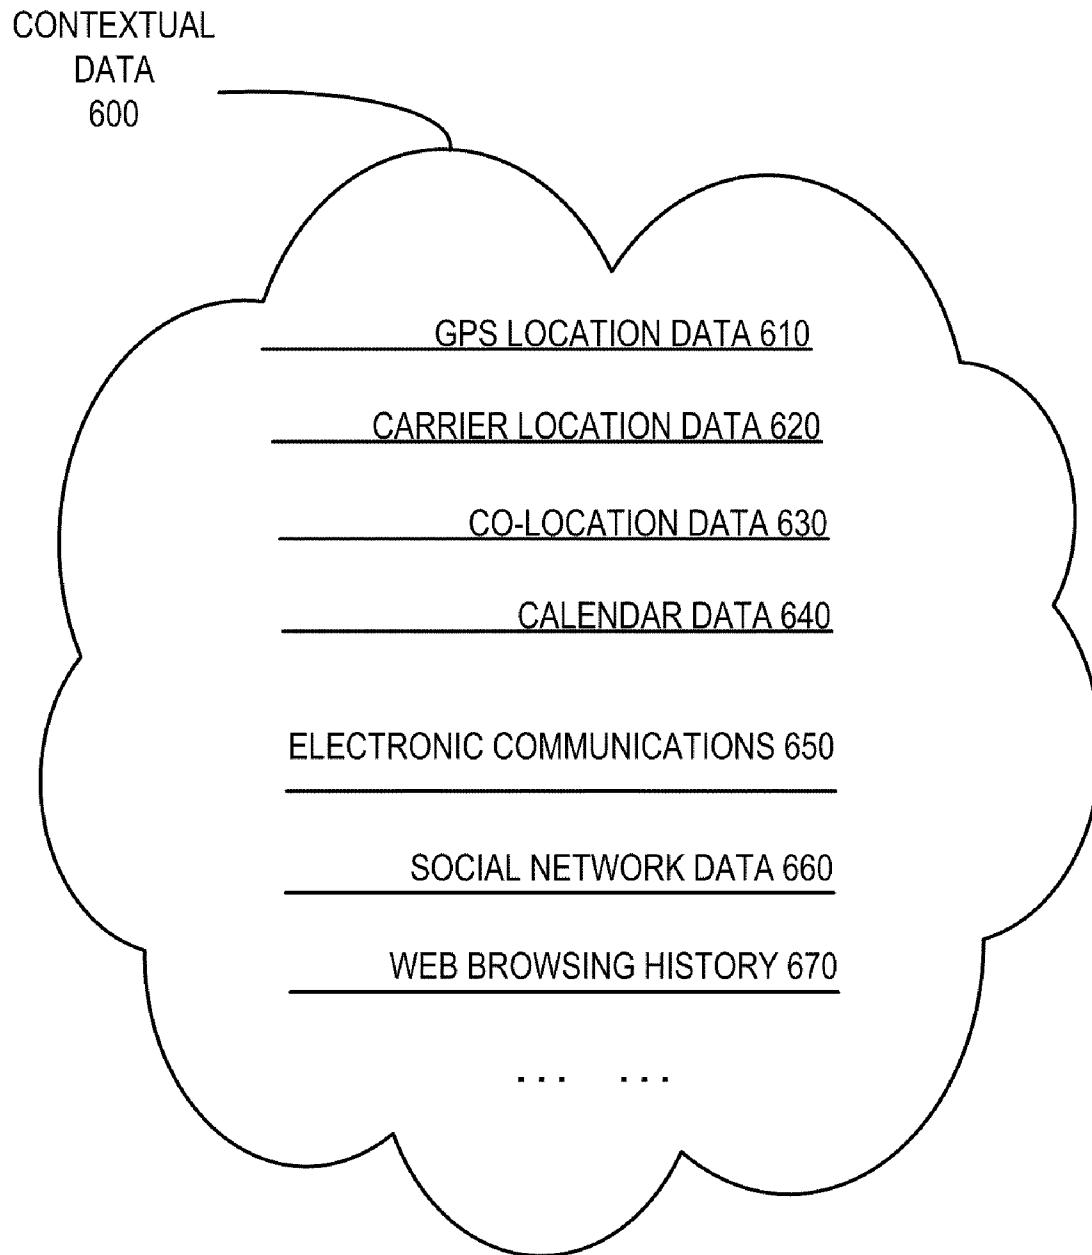 CONTEXTUAL
DATA
600
GPS LOCATION DATA 610
CARRIER LOCATION DATA 620
CO-LOCATION DATA 630
CALENDAR DATA 640
ELECTRONIC COMMUNICATIONS 650
SOCIAL NETWORK DATA 660
WEB BROWSING HISTORY 670
... ...